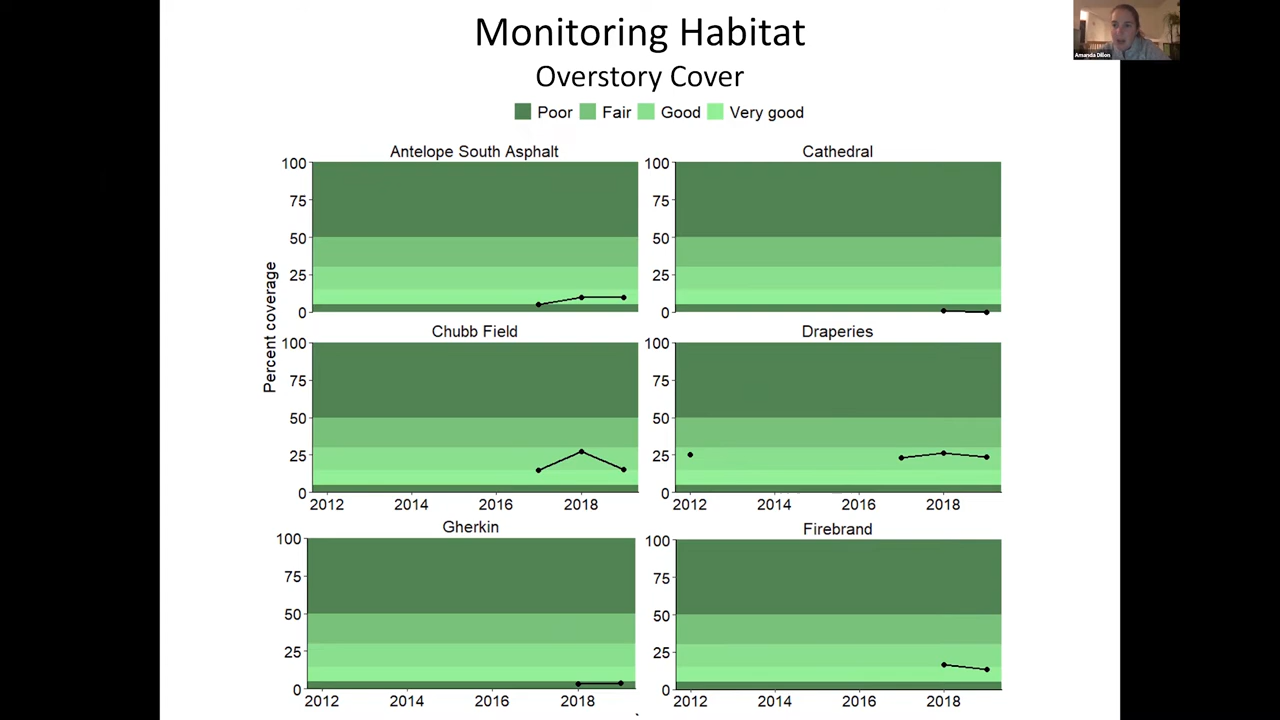 Monitoring Habitat
Amanda Dillon
Overstory Cover
Poor Fair Good Very good
Percent coverage
Antelope South Asphalt
100
75
50
25
0
Cathedral
100
75
50
25
0
Chubb Field
100
75
50
25
0
2012 2014 2016 2018
Draperies
100
75
50
25
0
2012 2014 2016 2018
Gherkin
100
75
50
25
0
2012 2014 2016 2018
Firebrand
100
75
50
25
0
2012 2014 2016 2018